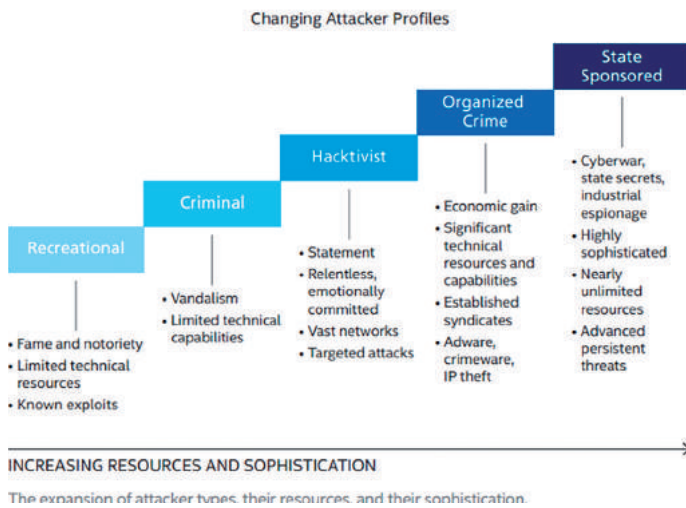 Changing Attacker Profiles
Recreational
• Fame and notoriety
• Limited technical
resources
• Known exploits
Criminal
• Vandalism
• Limited technical
capabilities
Hacktivist
• Statement
• Relentless,
emotionally
committed
• Vast networks
• Targeted attacks
Organized
Crime
• Economic gain
• Significant
technical
resources and
capabilities
• Established
syndicates
• Adware,
crimeware,
IP theft
State
Sponsored
• Cyberwar,
state secrets,
industrial
espionage
• Highly
sophisticated
• Nearly
unlimited
resources
• Advanced
persistent
threats
INCREASING RESOURCES AND SOPHISTICATION
The expansion of attacker types, their resources, and their sophistication.